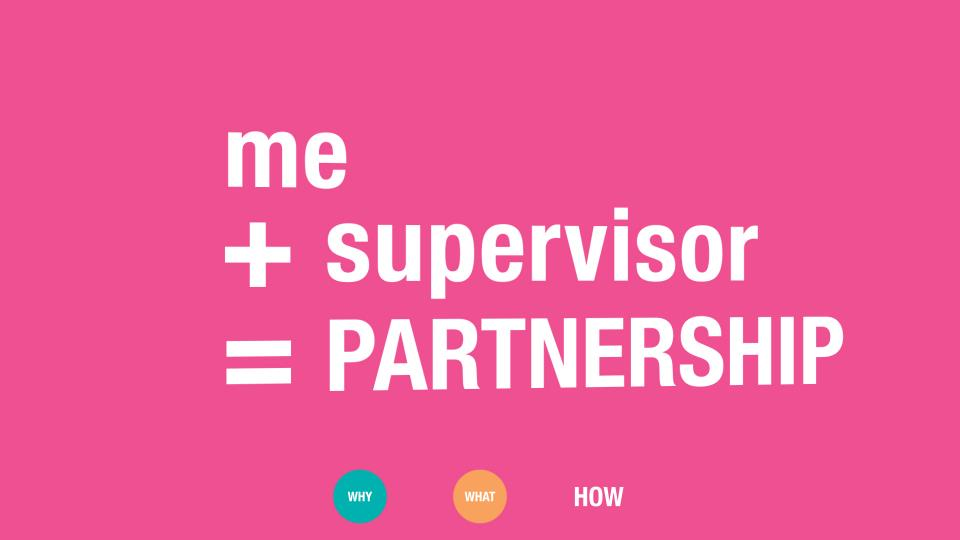 me
+ supervisor
= PARTNERSHIP
WHY WHAT HOW